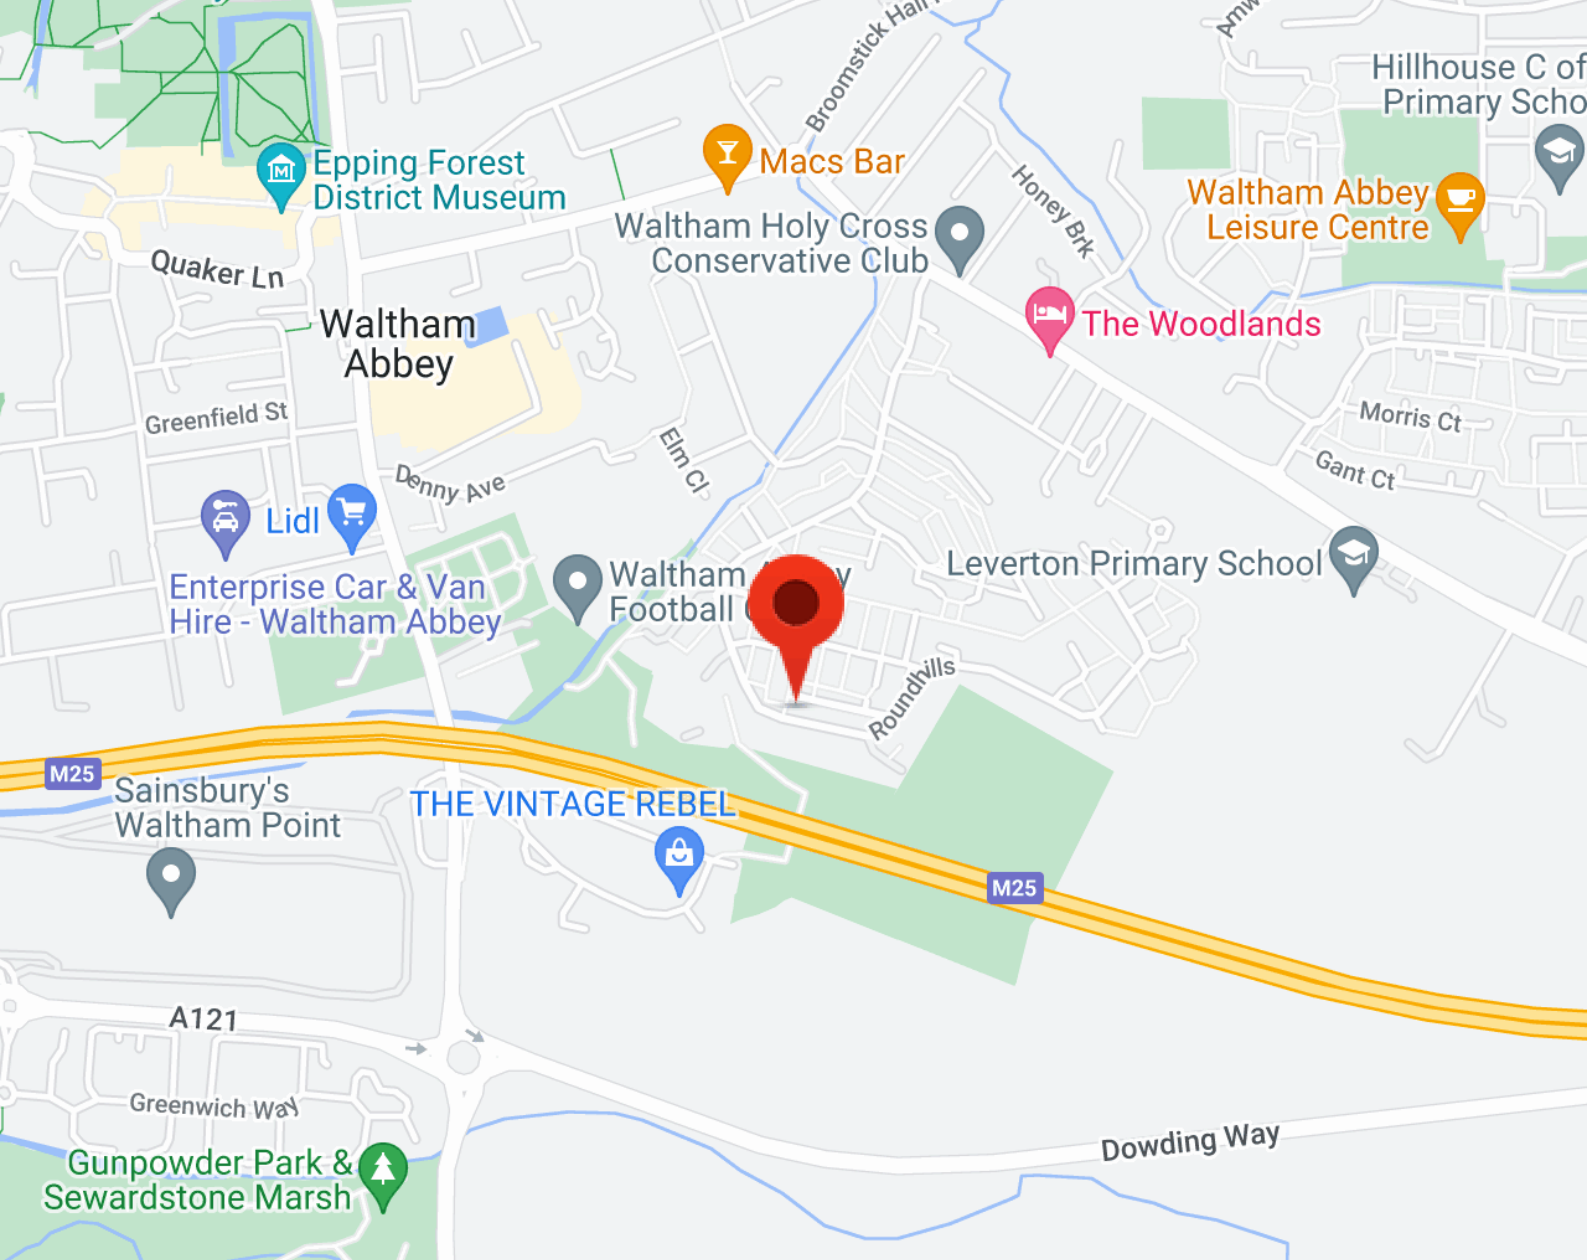 Broomstick Hall
Hillhouse C of
Primary Scho
Epping Forest
District Museum
Macs Bar
Honey Brk
Waltham Abbey
Leisure Centre
Waltham Holy Cross
Conservative Club
Quaker Ln
Waltham
Abbey
The Woodlands
Greenfield St
Morris Ct
Elm Cl
Gant Ct
Denny Ave
Lidl
Enterprise Car & Van
Hire - Waltham Abbey
Waltham
Football
Leverton Primary School
Roundhills
M25
Sainsbury's
Waltham Point
THE VINTAGE REBEL
M25
A121
Greenwich Way
Dowding Way
Gunpowder Park &
Sewardstone Marsh